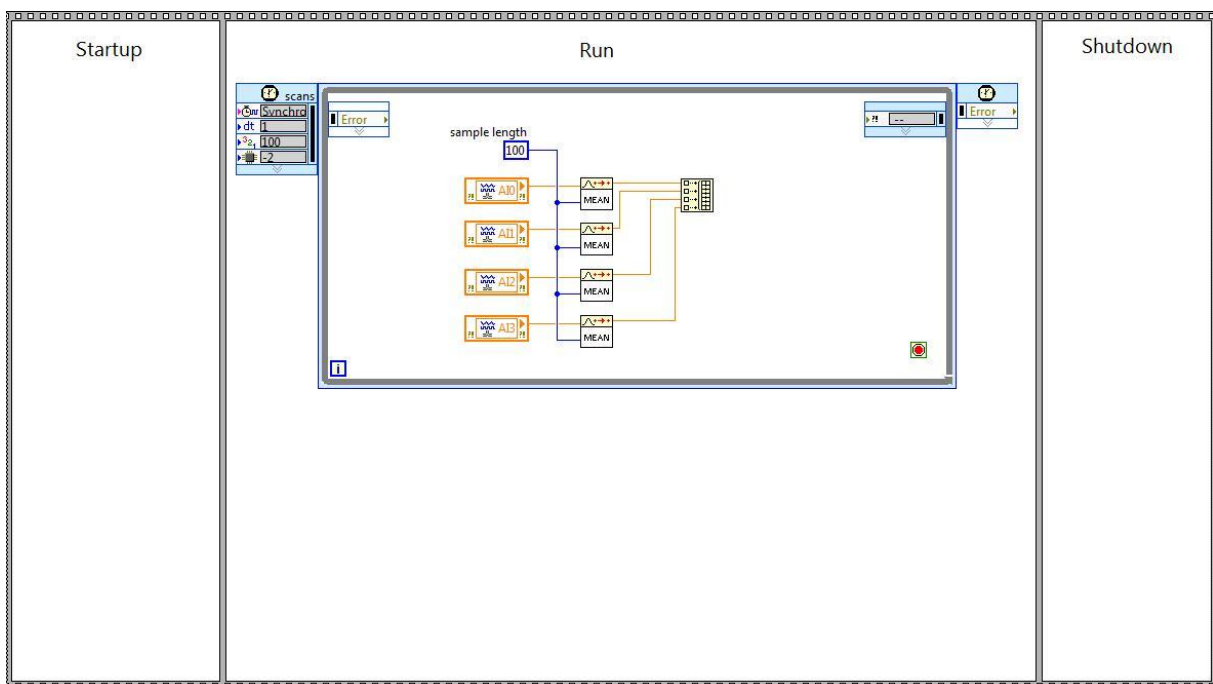 Startup
Run
Shutdown
scans
Synchro
dt 1
100
-2
Error
--
Error
sample length
100
AI0
MEAN
AI1
MEAN
AI2
MEAN
AI3
MEAN
i